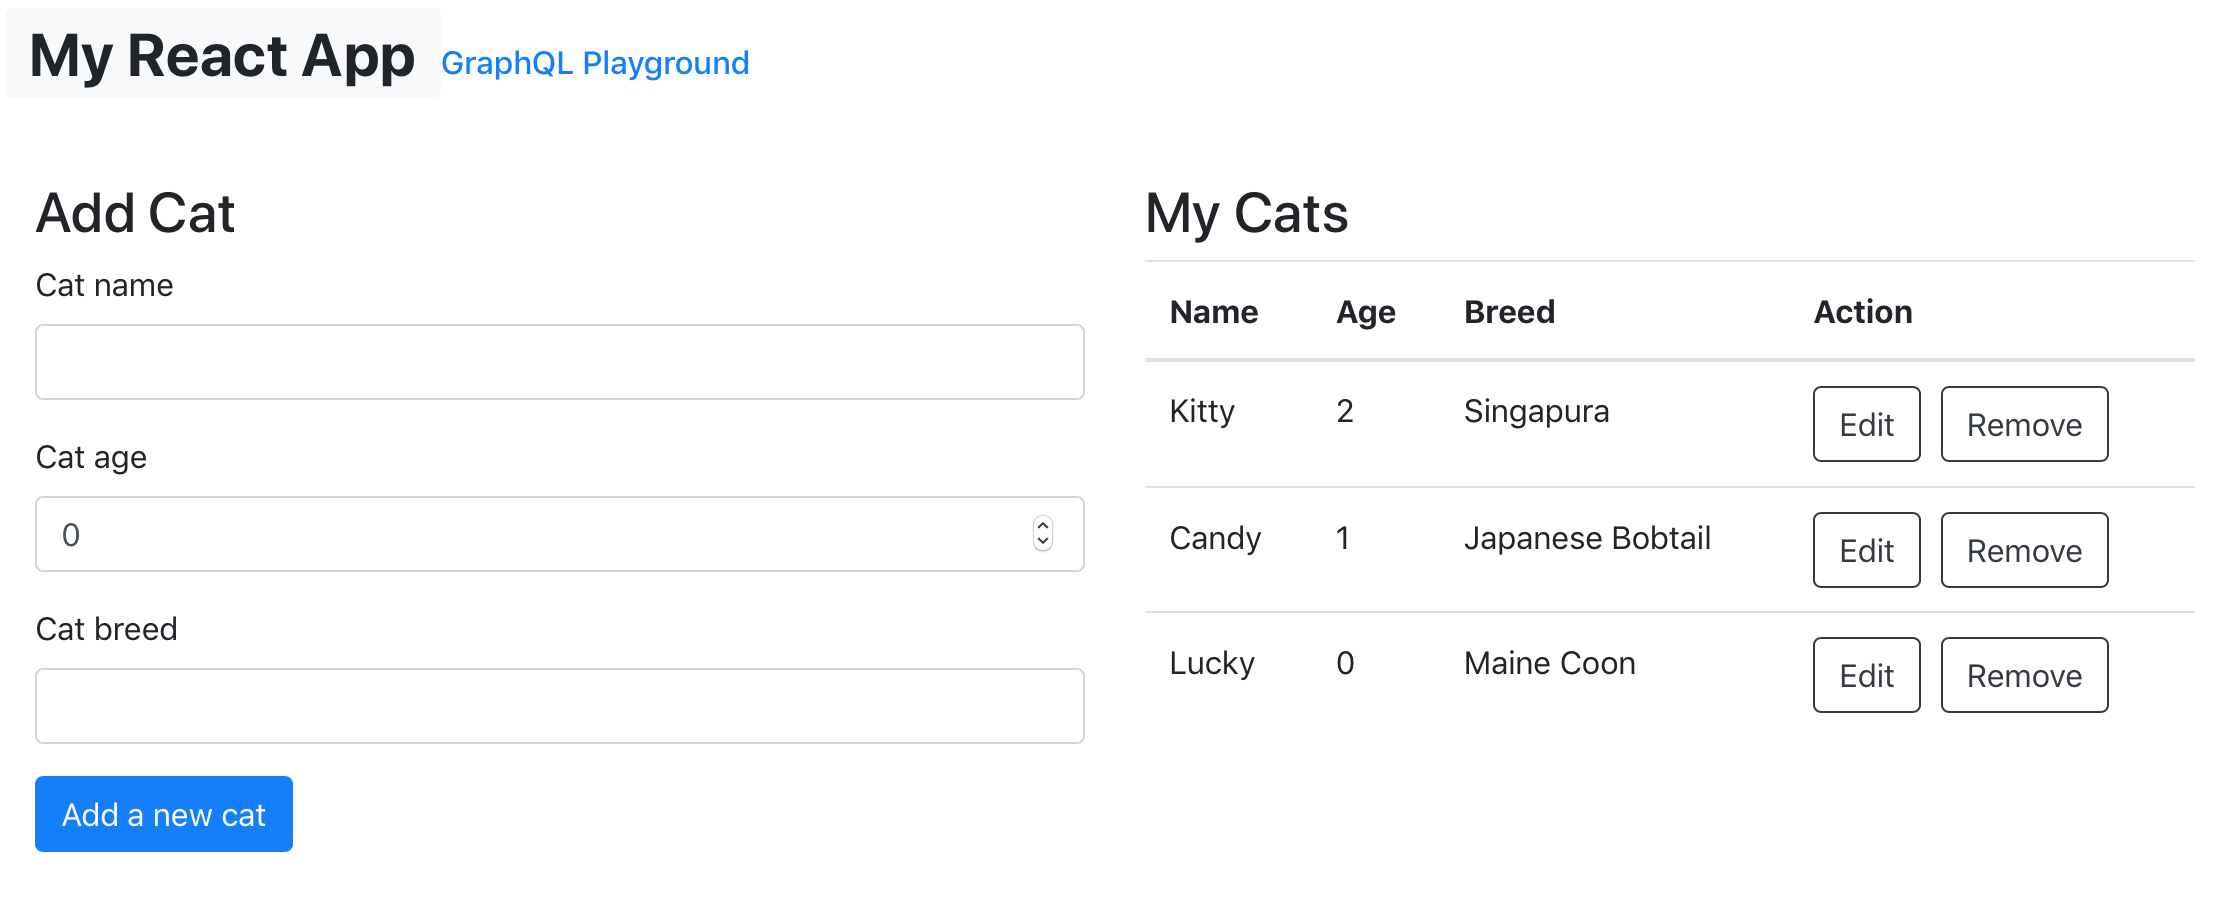 My React App GraphQL Playground
Add Cat
Cat name
Cat age
0
Cat breed
Add a new cat
My Cats
Name Age Breed Action
Kitty 2 Singapura Edit Remove
Candy 1 Japanese Bobtail Edit Remove
Lucky 0 Maine Coon Edit Remove